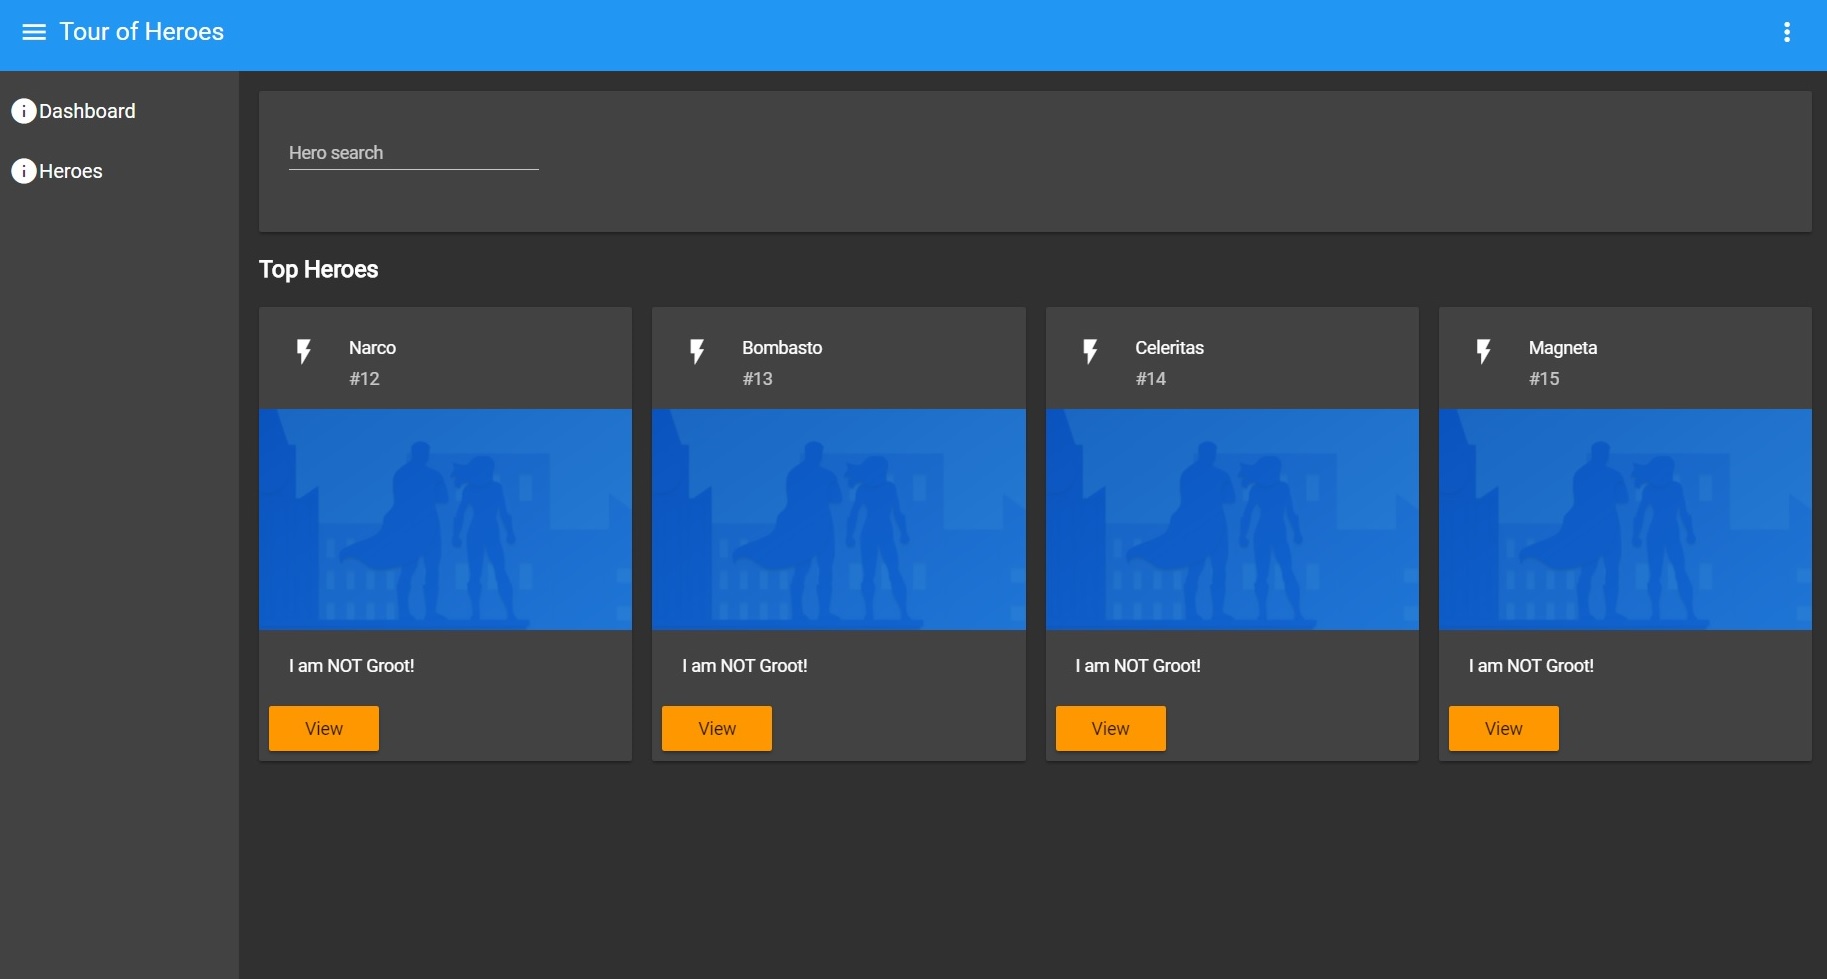 Tour of Heroes
Dashboard
Heroes
Hero search
Top Heroes
Narco
#12
I am NOT Groot!
View
Bombasto
#13
I am NOT Groot!
View
Celeritas
#14
I am NOT Groot!
View
Magneta
#15
I am NOT Groot!
View